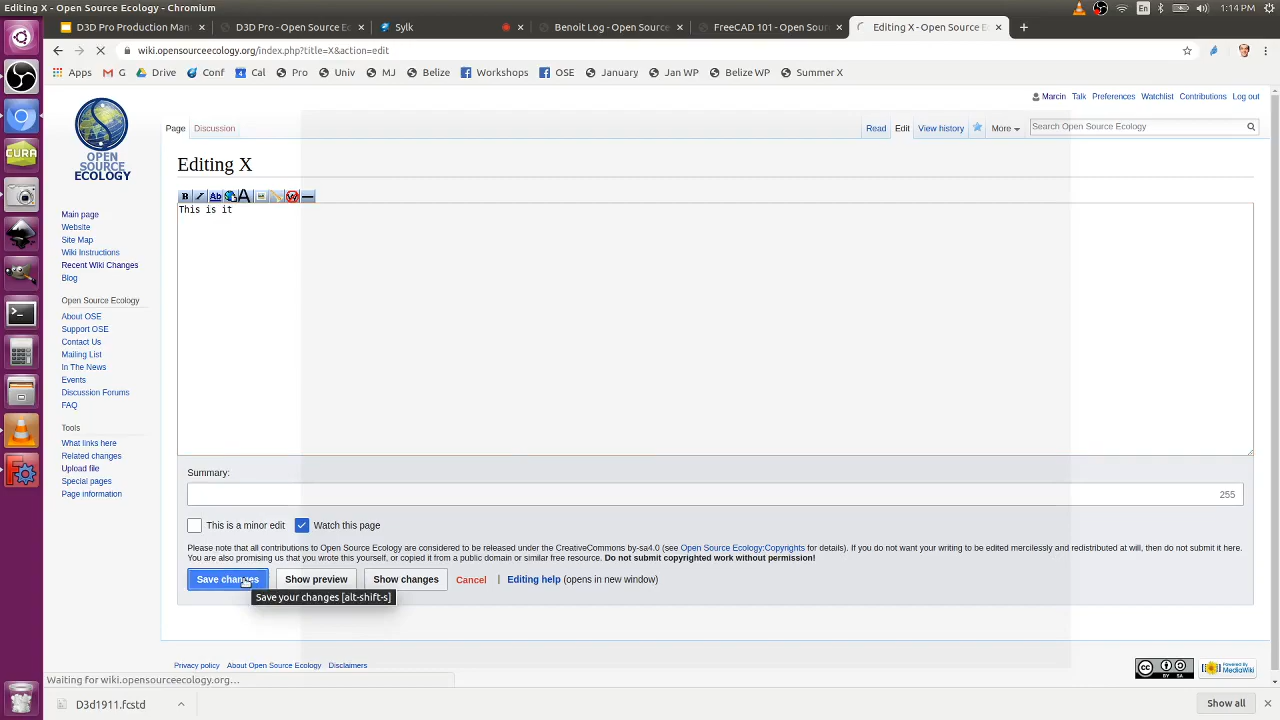 Editing X - Open Source Ecology - Chromium
En
1:14 PM
D3D Pro Production Man
D3D Pro - Open Source Ec
Sylk
Benoit Log - Open Source
FreeCAD 101 - Open Sour
Editing X - Open Source E
wiki.opensourceecology.org/index.php?title=X&action=edit
Apps
G
Drive
Conf
Cal
Pro
Univ
MJ
Belize
Workshops
OSE
January
Jan WP
Belize WP
Summer X
Marcin
Talk
Preferences
Watchlist
Contributions
Log out
OPEN
SOURCE
ECOLOGY
Page
Discussion
Read
Edit
View history
More
Search Open Source Ecology
Editing X
This is it
Main page
Website
Site Map
Wiki Instructions
Recent Wiki Changes
Blog
Open Source Ecology
About OSE
Support OSE
Contact Us
Mailing List
In The News
Events
Discussion Forums
FAQ
Tools
What links here
Related changes
Upload file
Special pages
Page information
CURA
Summary:
255
This is a minor edit
Watch this page
Please note that all contributions to Open Source Ecology are considered to be released under the CreativeCommons by-sa4.0 (see Open Source Ecology:Copyrights for details). If you do not want your writing to be edited mercilessly and redistributed at will, then do not submit it here.
You are also promising us that you wrote this yourself, or copied it from a public domain or similar free resource. Do not submit copyrighted work without permission!
Save changes
Show preview
Show changes
Cancel
| Editing help (opens in new window)
Save your changes [alt-shift-s]
Privacy policy
About Open Source Ecology
Disclaimers
Powered By
MediaWiki
Waiting for wiki.opensourceecology.org...
D3d1911.fcstd
Show all